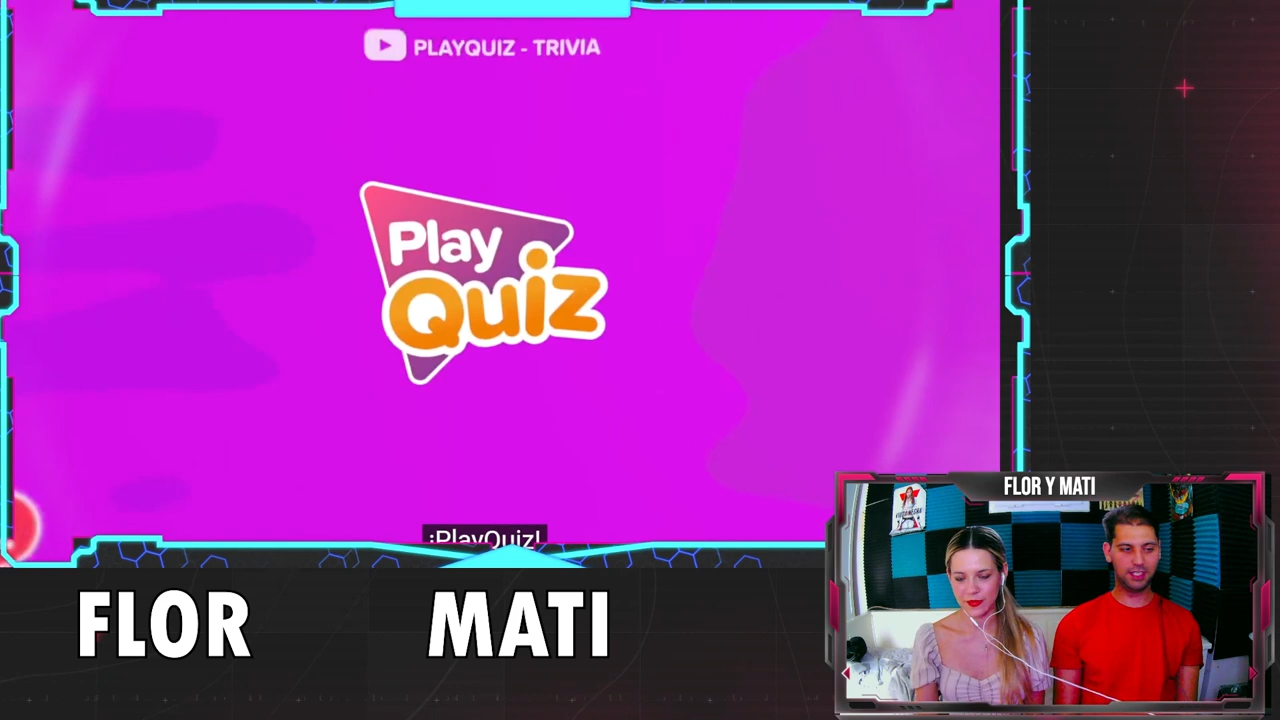 PLAYQUIZ - TRIVIA
Play
Quiz
¡PlayQuiz!
FLOR Y MATI
FLOR MATI